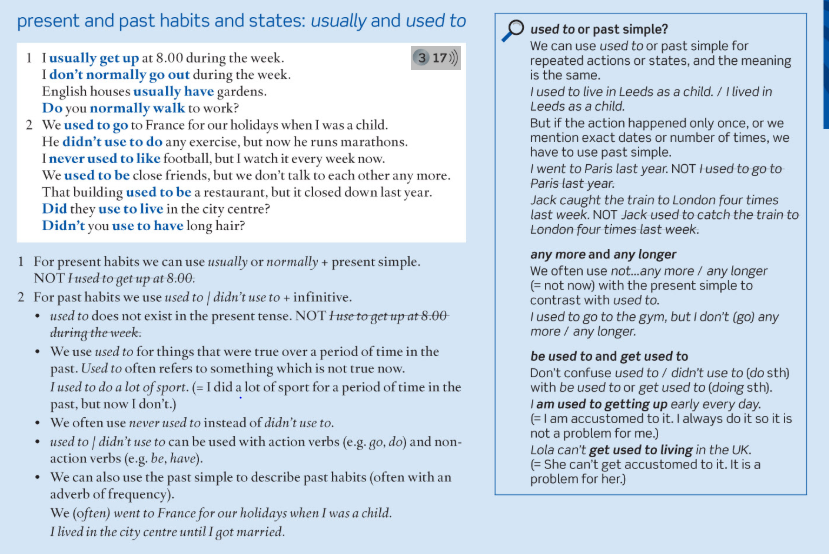 present and past habits and states: usually and used to
1 I usually get up at 8.00 during the week.
3 17
I don't normally go out during the week.
English houses usually have gardens.
Do you normally walk to work?
2 We used to go to France for our holidays when I was a child.
He didn't use to do any exercise, but now he runs marathons.
I never used to like football, but I watch it every week now.
We used to be close friends, but we don't talk to each other any more.
That building used to be a restaurant, but it closed down last year.
Did they use to live in the city centre?
Didn't you use to have long hair?
1 For present habits we can use usually or normally + present simple.
NOT I used to get up at 8.00.
2 For past habits we use used to / didn't use to + infinitive.
• used to does not exist in the present tense. NOT I use to get up at 8.00
during the week.
• We use used to for things that were true over a period of time in the
past. Used to often refers to something which is not true now.
I used to do a lot of sport. (= I did a lot of sport for a period of time in the
past, but now I don't.)
• We often use never used to instead of didn't use to.
• used to / didn't use to can be used with action verbs (e.g. go, do) and non-
action verbs (e.g. be, have).
• We can also use the past simple to describe past habits (often with an
adverb of frequency).
We (often) went to France for our holidays when I was a child.
I lived in the city centre until I got married.
used to or past simple?
We can use used to or past simple for
repeated actions or states, and the meaning
is the same.
I used to live in Leeds as a child. / I lived in
Leeds as a child.
But if the action happened only once, or we
mention exact dates or number of times, we
have to use past simple.
I went to Paris last year. NOT I used to go to
Paris last year.
Jack caught the train to London four times
last week. NOT Jack used to catch the train to
London four times last week.
any more and any longer
We often use not...any more / any longer
(= not now) with the present simple to
contrast with used to.
I used to go to the gym, but I don't (go) any
more / any longer.
be used to and get used to
Don't confuse used to / didn't use to (do sth)
with be used to or get used to (doing sth).
I am used to getting up early every day.
(= I am accustomed to it. I always do it so it is
not a problem for me.)
Lola can't get used to living in the UK.
(= She can't get accustomed to it. It is a
problem for her.)